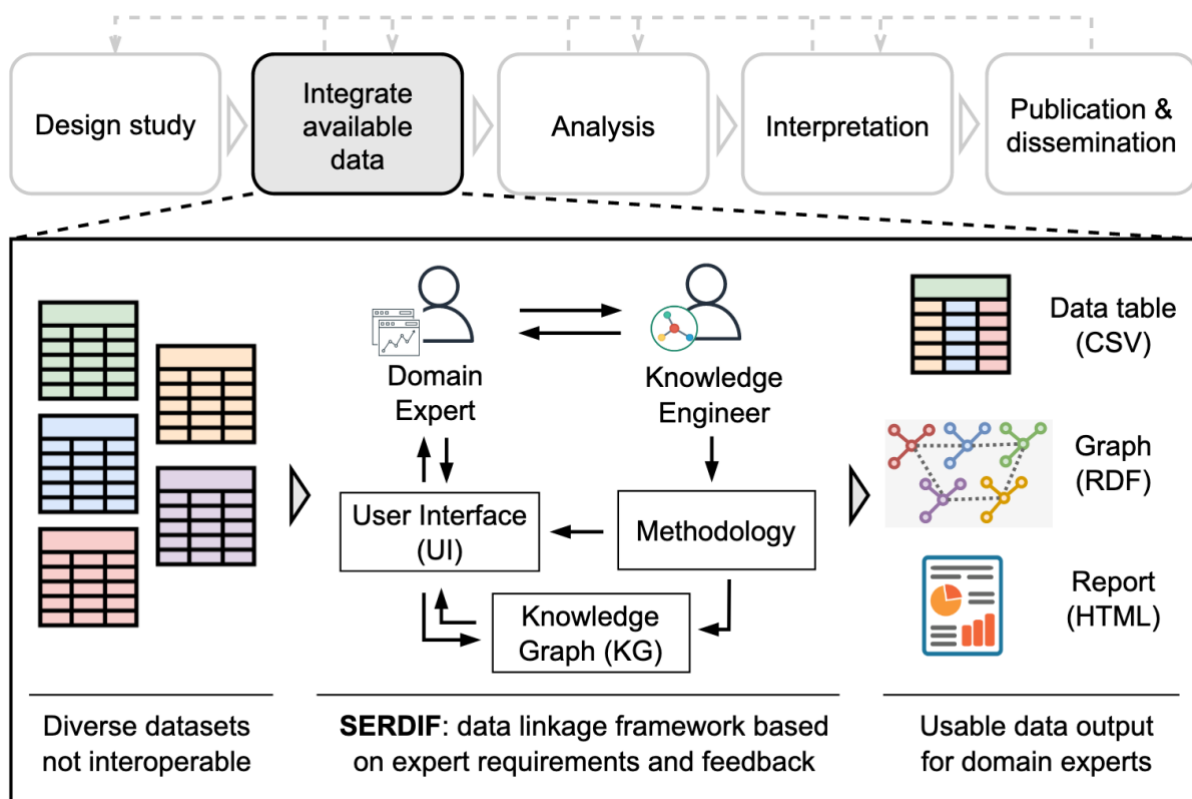 Design study
Integrate
available
data
Analysis
Interpretation
Publication &
dissemination
Domain
Expert
Knowledge
Engineer
User Interface
(UI)
Methodology
Knowledge
Graph (KG)
Data table
(CSV)
Graph
(RDF)
Report
(HTML)
Diverse datasets
not interoperable
SERDIF: data linkage framework based
on expert requirements and feedback
Usable data output
for domain experts